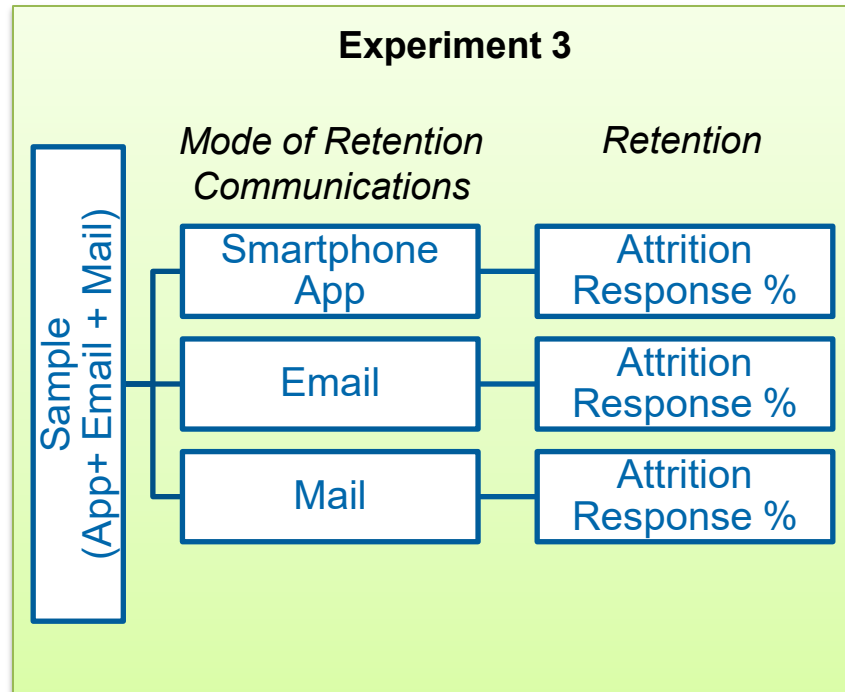 Experiment 3
Mode of Retention
Communications
Retention
Sample
(App+ Email + Mail)
Smartphone
App
Attrition
Response %
Email
Attrition
Response %
Mail
Attrition
Response %